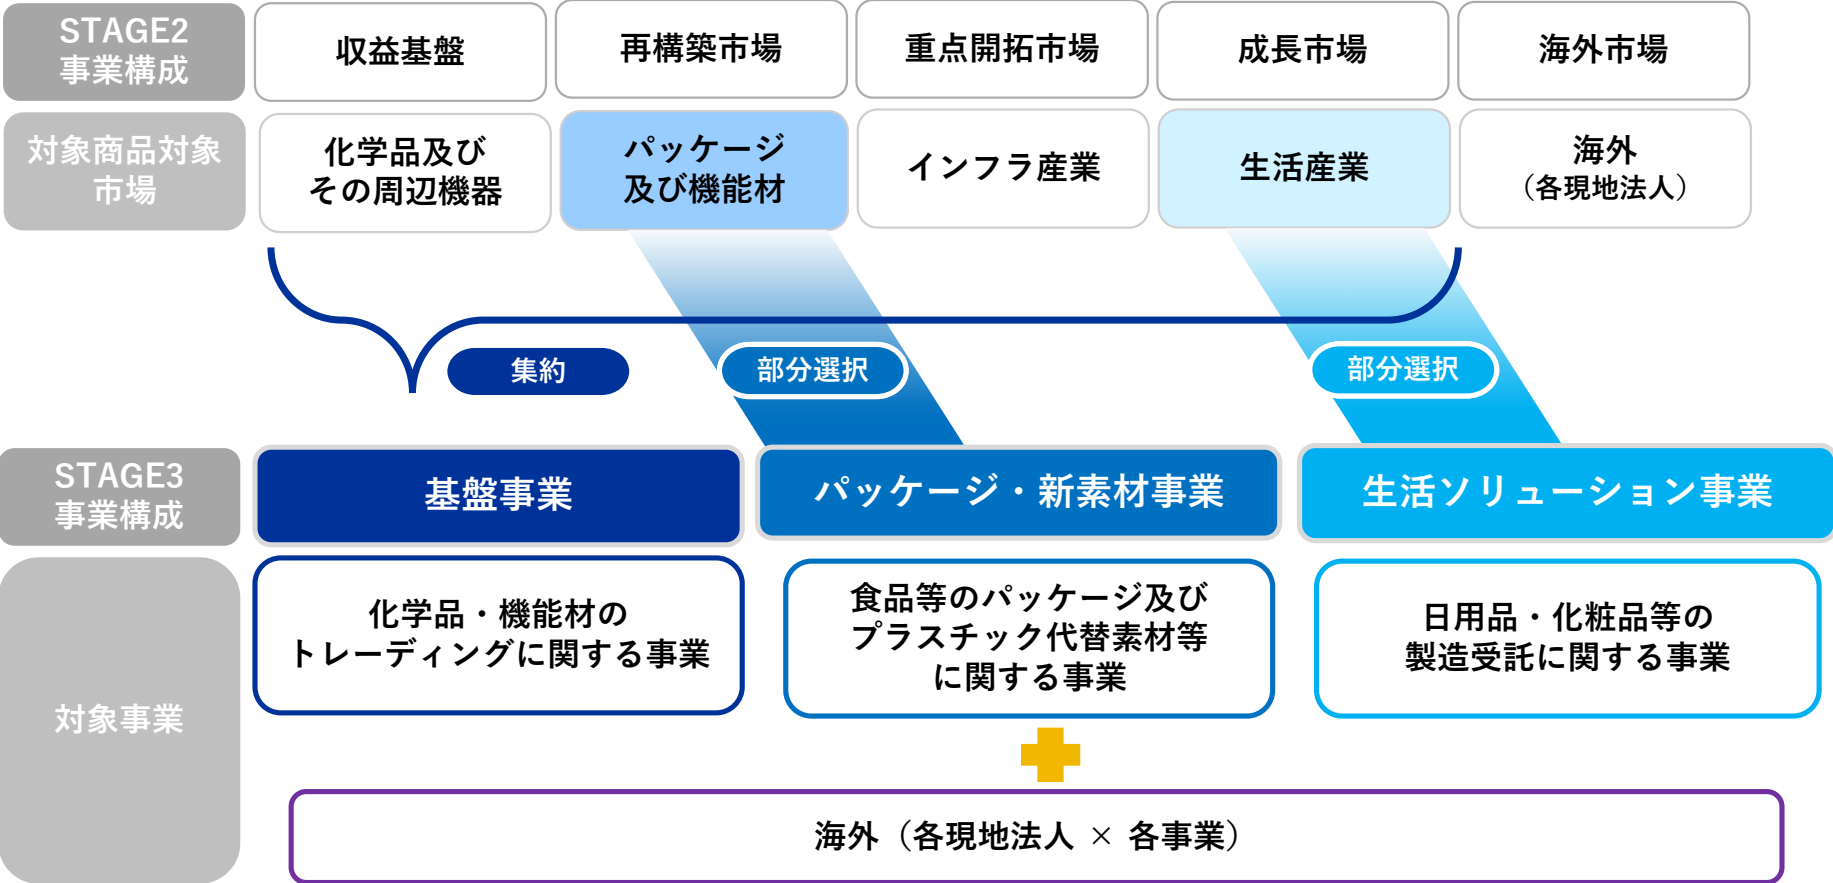 STAGE2
事業構成
収益基盤
再構築市場
重点開拓市場
成長市場
海外市場
対象商品対象
市場
化学品及び
その周辺機器
パッケージ
及び機能材
インフラ産業
生活産業
海外
（各現地法人）
集約
部分選択
部分選択
STAGE3
事業構成
基盤事業
パッケージ・新素材事業
生活ソリューション事業
対象事業
化学品・機能材の
トレーディングに関する事業
食品等のパッケージ及び
プラスチック代替素材等
に関する事業
日用品・化粧品等の
製造受託に関する事業
海外（各現地法人 × 各事業）